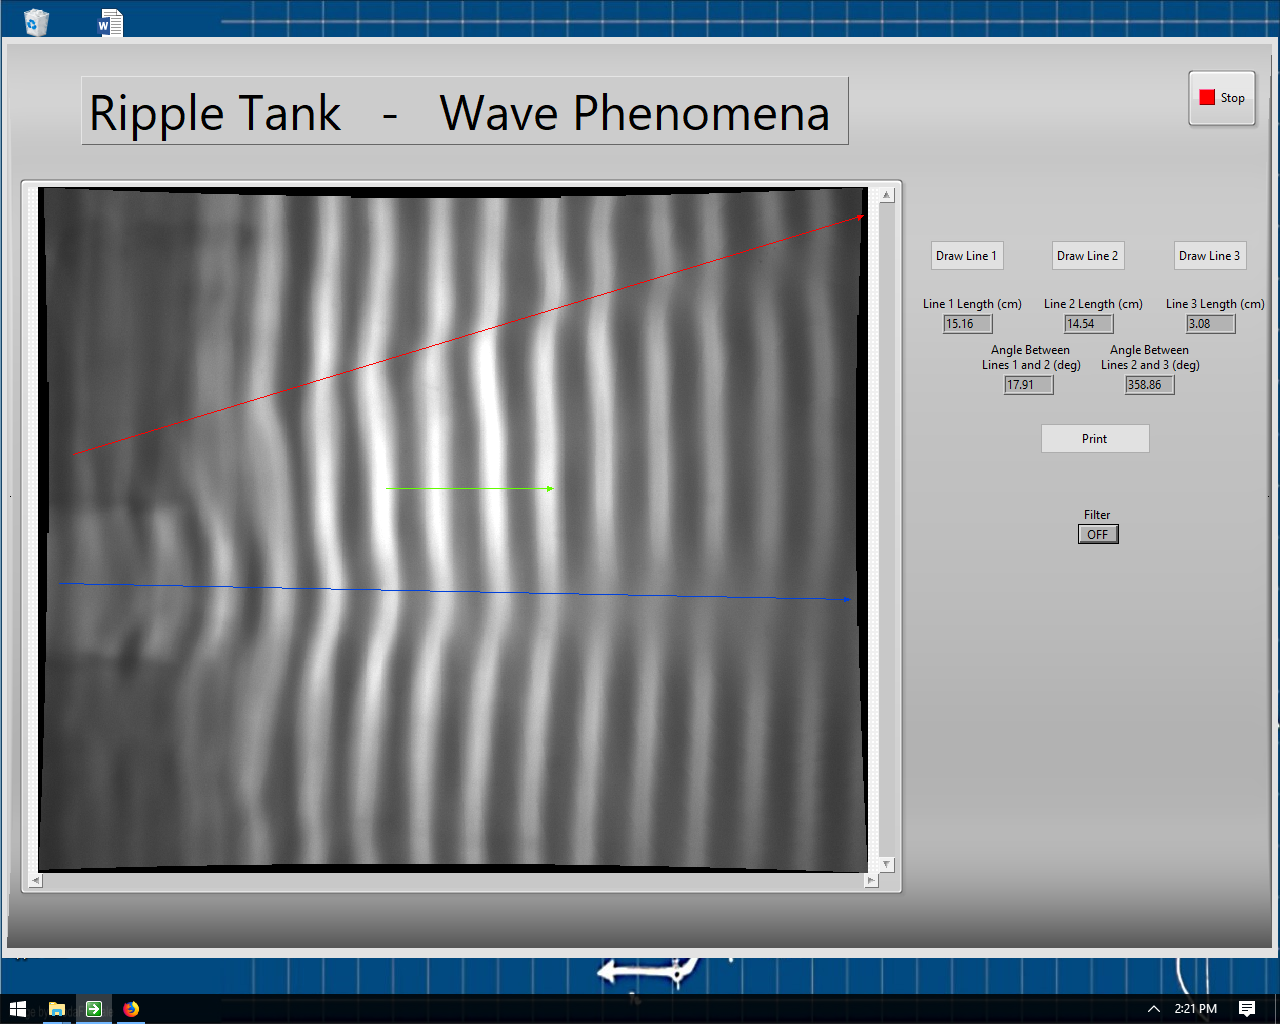 W
Ripple Tank - Wave Phenomena
Stop
Draw Line 1
Draw Line 2
Draw Line 3
Line 1 Length (cm)
Line 2 Length (cm)
Line 3 Length (cm)
15.16
14.54
3.08
Angle Between
Lines 1 and 2 (deg)
Angle Between
Lines 2 and 3 (deg)
17.91
358.86
Print
Filter
OFF
2:21 PM